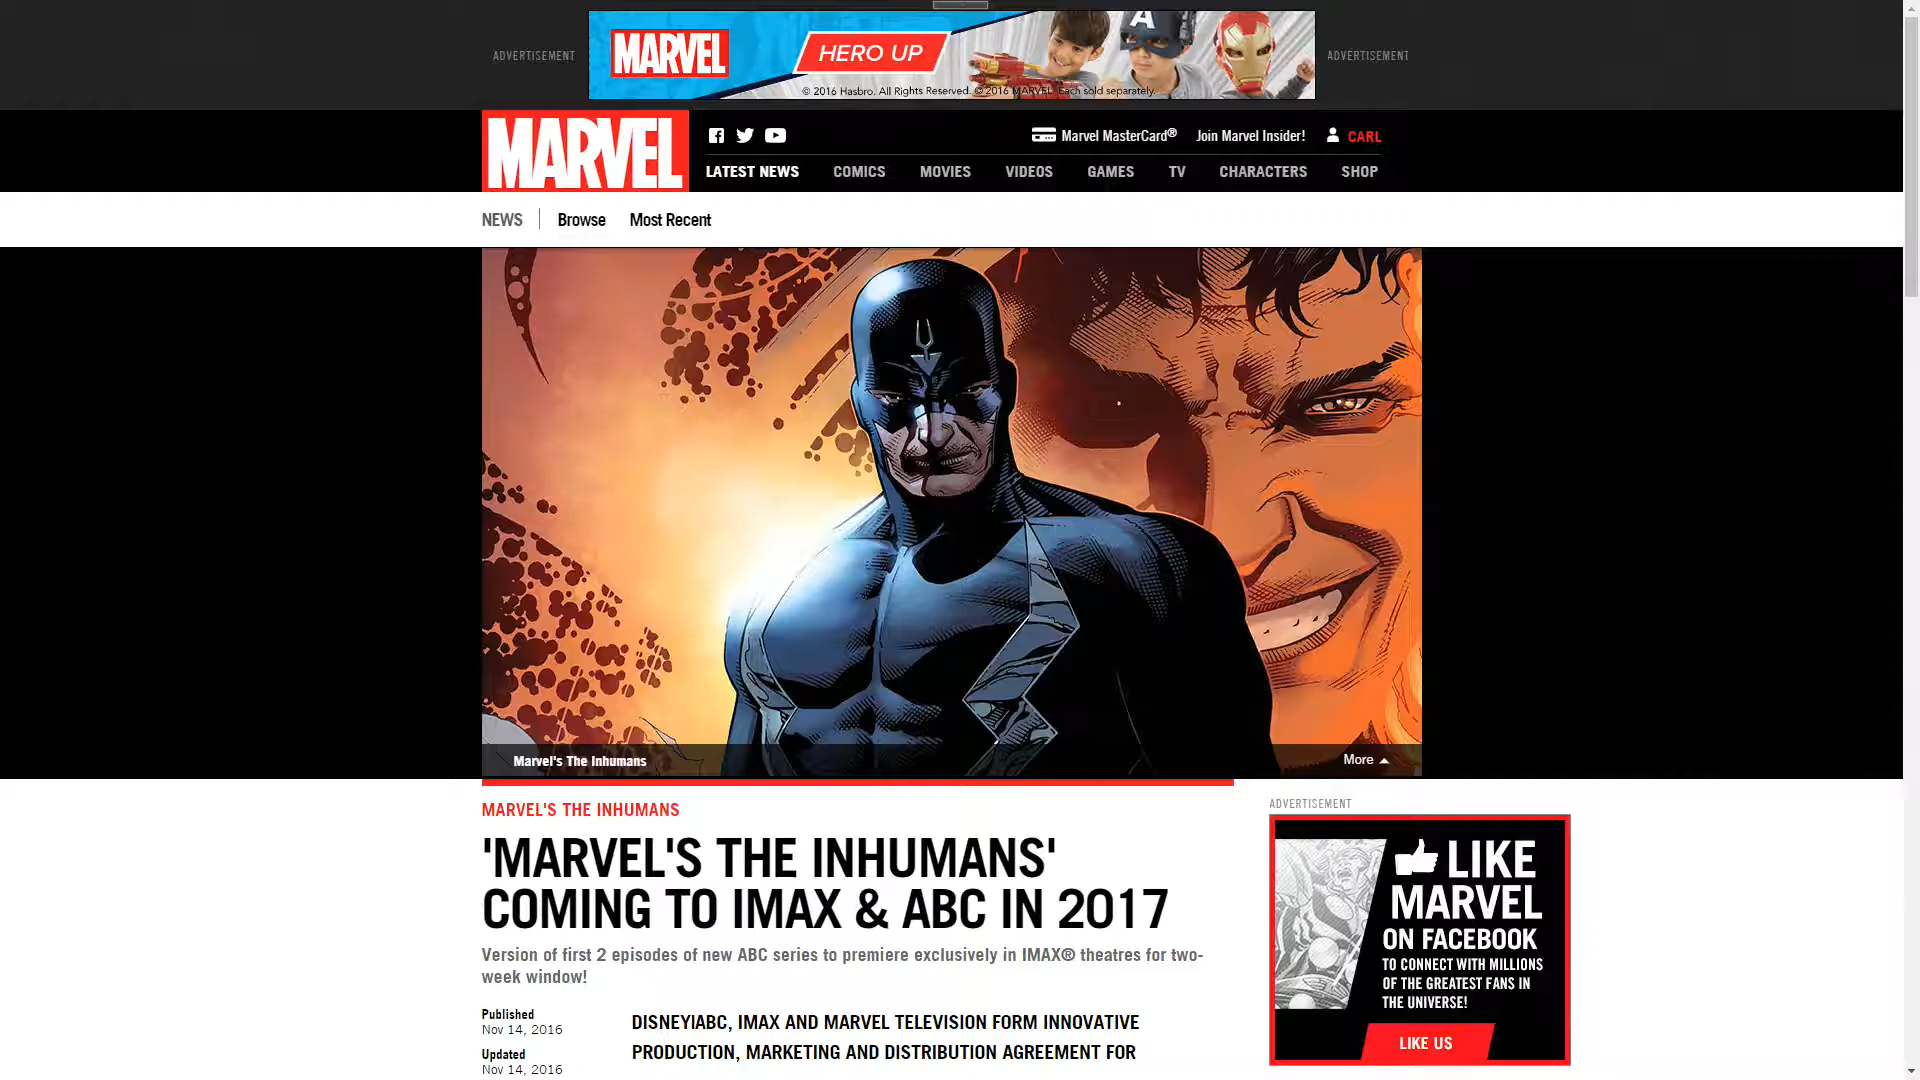 ADVERTISEMENT
MARVEL
HERO UP
A
© 2016 Hasbro. All Rights Reserved. © 2016 MARVEL. Each sold separately.
ADVERTISEMENT
MARVEL
Marvel MasterCard®
Join Marvel Insider!
CARL
LATEST NEWS
COMICS
MOVIES
VIDEOS
GAMES
TV
CHARACTERS
SHOP
NEWS
Browse
Most Recent
Marvel's The Inhumans
More
MARVEL'S THE INHUMANS
'MARVEL'S THE INHUMANS'
COMING TO IMAX & ABC IN 2017
Version of first 2 episodes of new ABC series to premiere exclusively in IMAX® theatres for two-
week window!
Published
Nov 14, 2016
Updated
Nov 14, 2016
DISNEY|ABC, IMAX AND MARVEL TELEVISION FORM INNOVATIVE
PRODUCTION, MARKETING AND DISTRIBUTION AGREEMENT FOR
ADVERTISEMENT
LIKE
MARVEL
ON FACEBOOK
TO CONNECT WITH MILLIONS
OF THE GREATEST FANS IN
THE UNIVERSE!
LIKE US